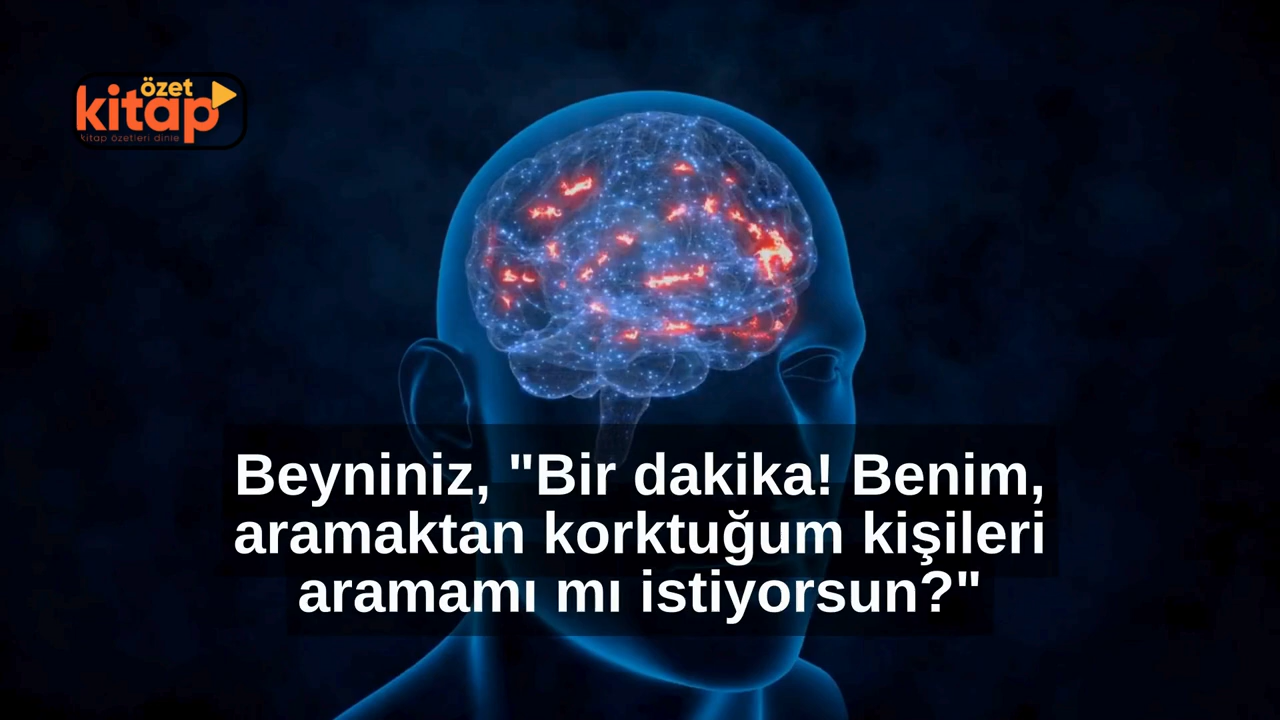 özet
kitap
kitap özetleri dinle
Beyniniz, "Bir dakika! Benim,
aramaktan korktuğum kişileri
aramamı mı istiyorsun?"